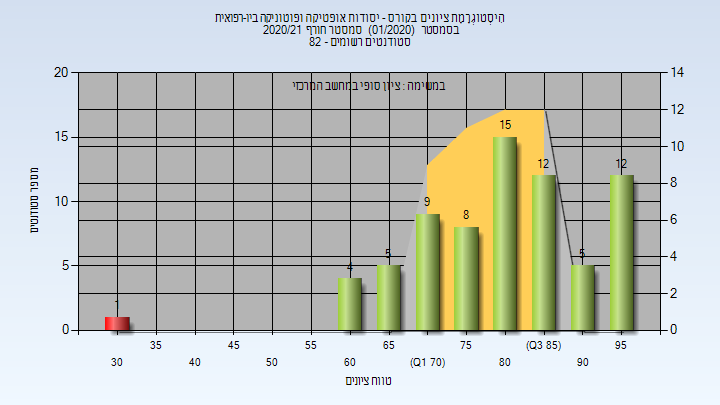 הִיסְטוֹגְרָמַת ציונים בקורס - יסודות אופטיקה ופוטוניקה ביו-רפואית
בסמסטר (01/2020) סמסטר חורף 2020/21
סטודנטים רשומים - 82
במשימה : ציון סופי במחשב המרכזי
מספר סטודנטים
20
15
10
5
0
14
12
10
8
6
4
2
0
1
4
5
9
8
15
12
5
12
35 45 55 65 75 (Q3 85) 95
30 40 50 60 (Q1 70) 80 90
טווח ציונים